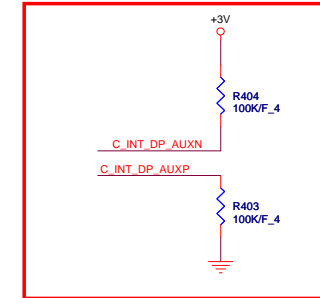 +3V
R404
100K/F_4
C_INT_DP_AUXN
C_INT_DP_AUXP
R403
100K/F_4